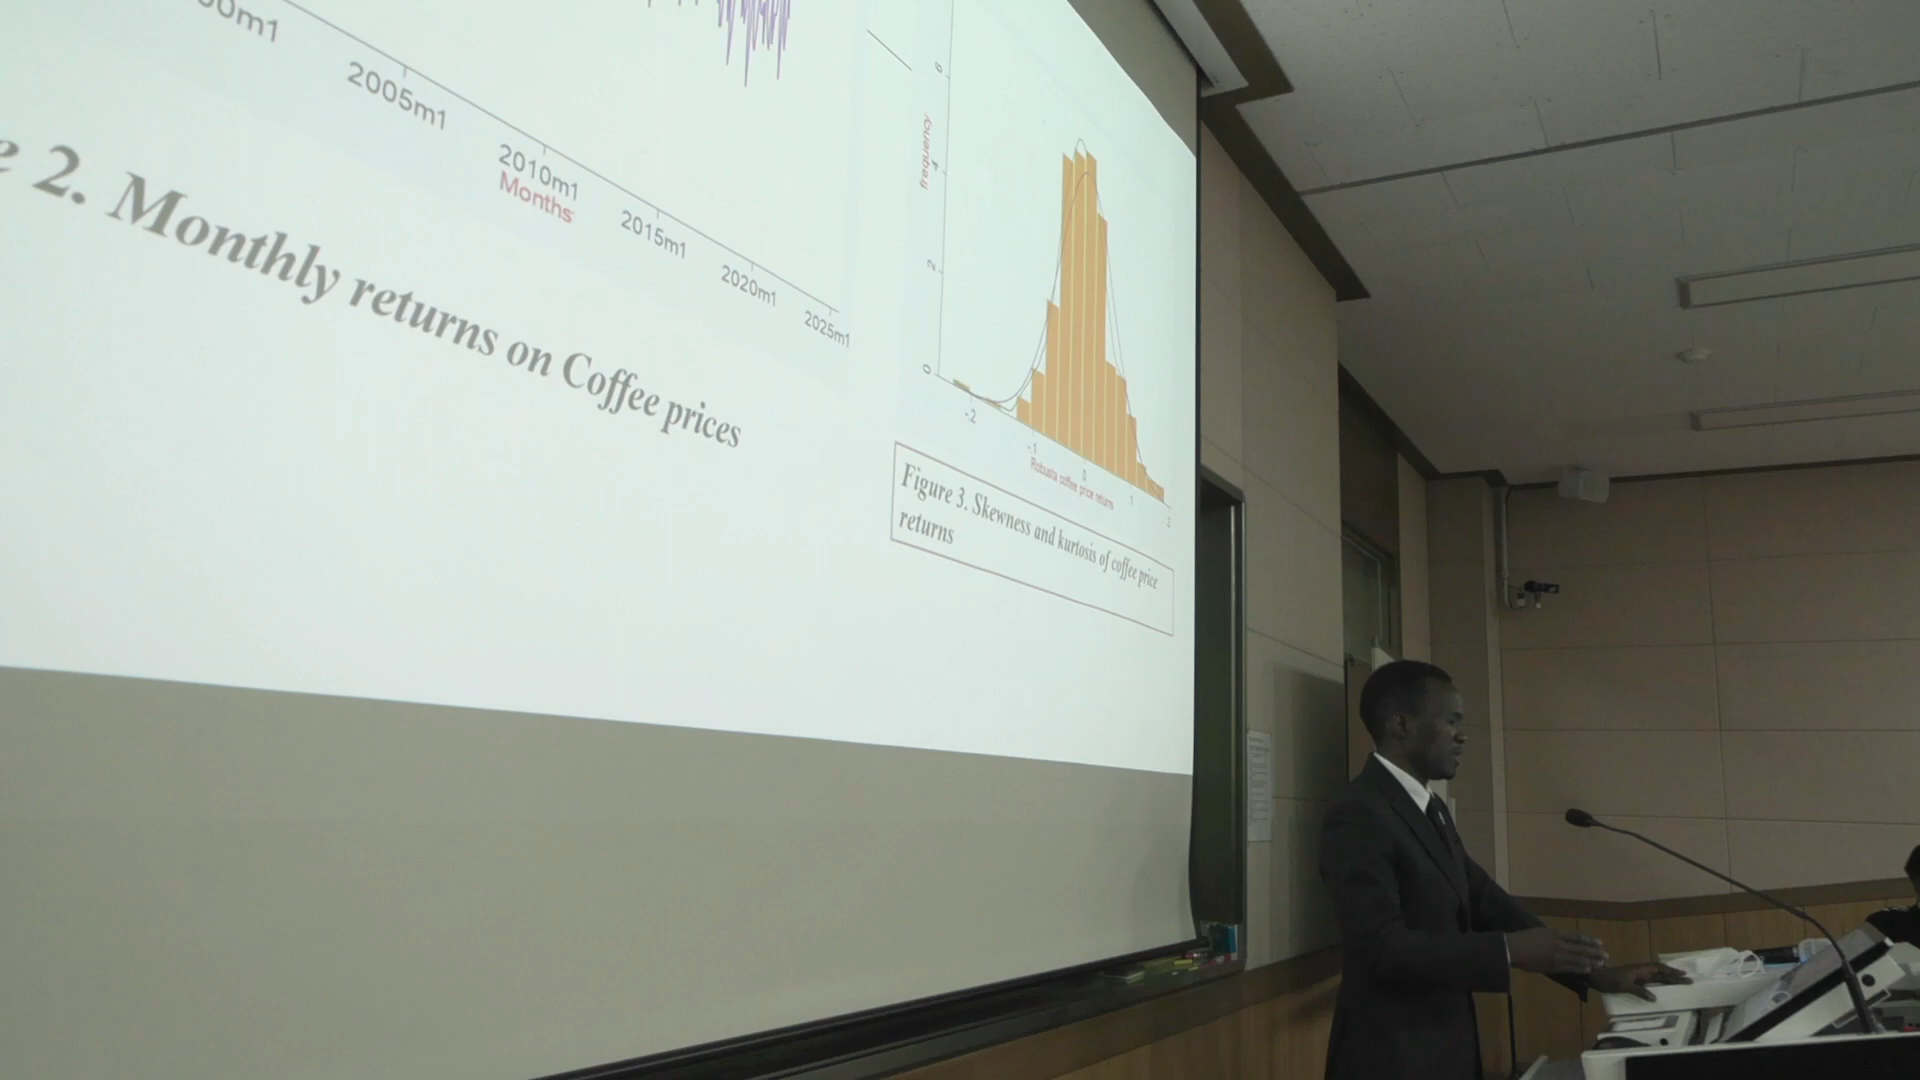 00m1
2005m1
2010m1
2015m1
2020m1
2025m1
Months
e 2. Monthly returns on Coffee prices
6
4
2
0
frequency
-2
-1
0
1
2
Robusta coffee price returns
Figure 3. Skewness and kurtosis of coffee price
returns